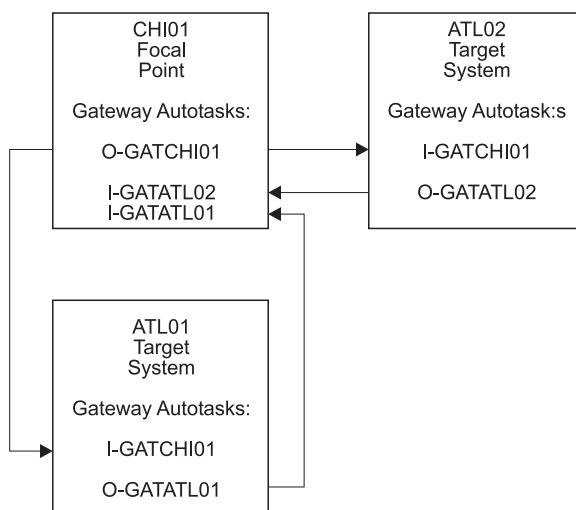 CHI01
Focal
Point
Gateway Autotasks:
O-GATCHI01
I-GATATL02
I-GATATL01
ATL02
Target
System
Gateway Autotask:s
I-GATCHI01
O-GATATL02
ATL01
Target
System
Gateway Autotasks:
I-GATCHI01
O-GATATL01